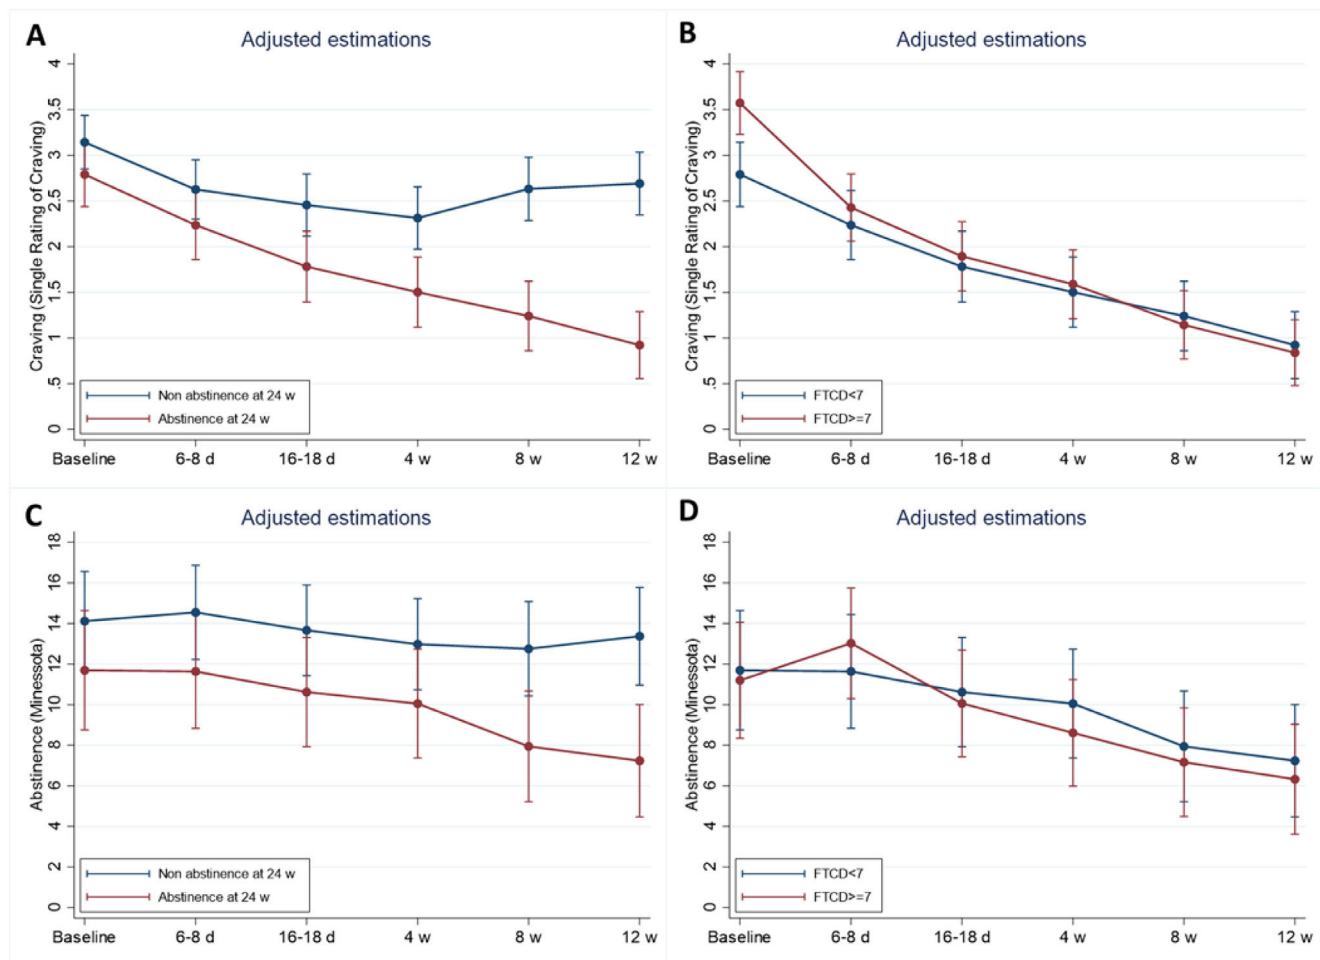 A
Adjusted estimations
Craving (Single Rating of Craving)
4
3.5
3
2.5
2
1.5
1
.5
0
Non abstinence at 24 w
Abstinence at 24 w
Baseline 6-8 d 16-18 d 4 w 8 w 12 w
B
Adjusted estimations
Craving (Single Rating of Craving)
4
3.5
3
2.5
2
1.5
1
.5
0
FTCD<7
FTCD>=7
Baseline 6-8 d 16-18 d 4 w 8 w 12 w
C
Adjusted estimations
Abstinence (Minessota)
18
16
14
12
10
8
6
4
2
0
Non abstinence at 24 w
Abstinence at 24 w
Baseline 6-8 d 16-18 d 4 w 8 w 12 w
D
Adjusted estimations
Abstinence (Minessota)
18
16
14
12
10
8
6
4
2
0
FTCD<7
FTCD>=7
Baseline 6-8 d 16-18 d 4 w 8 w 12 w